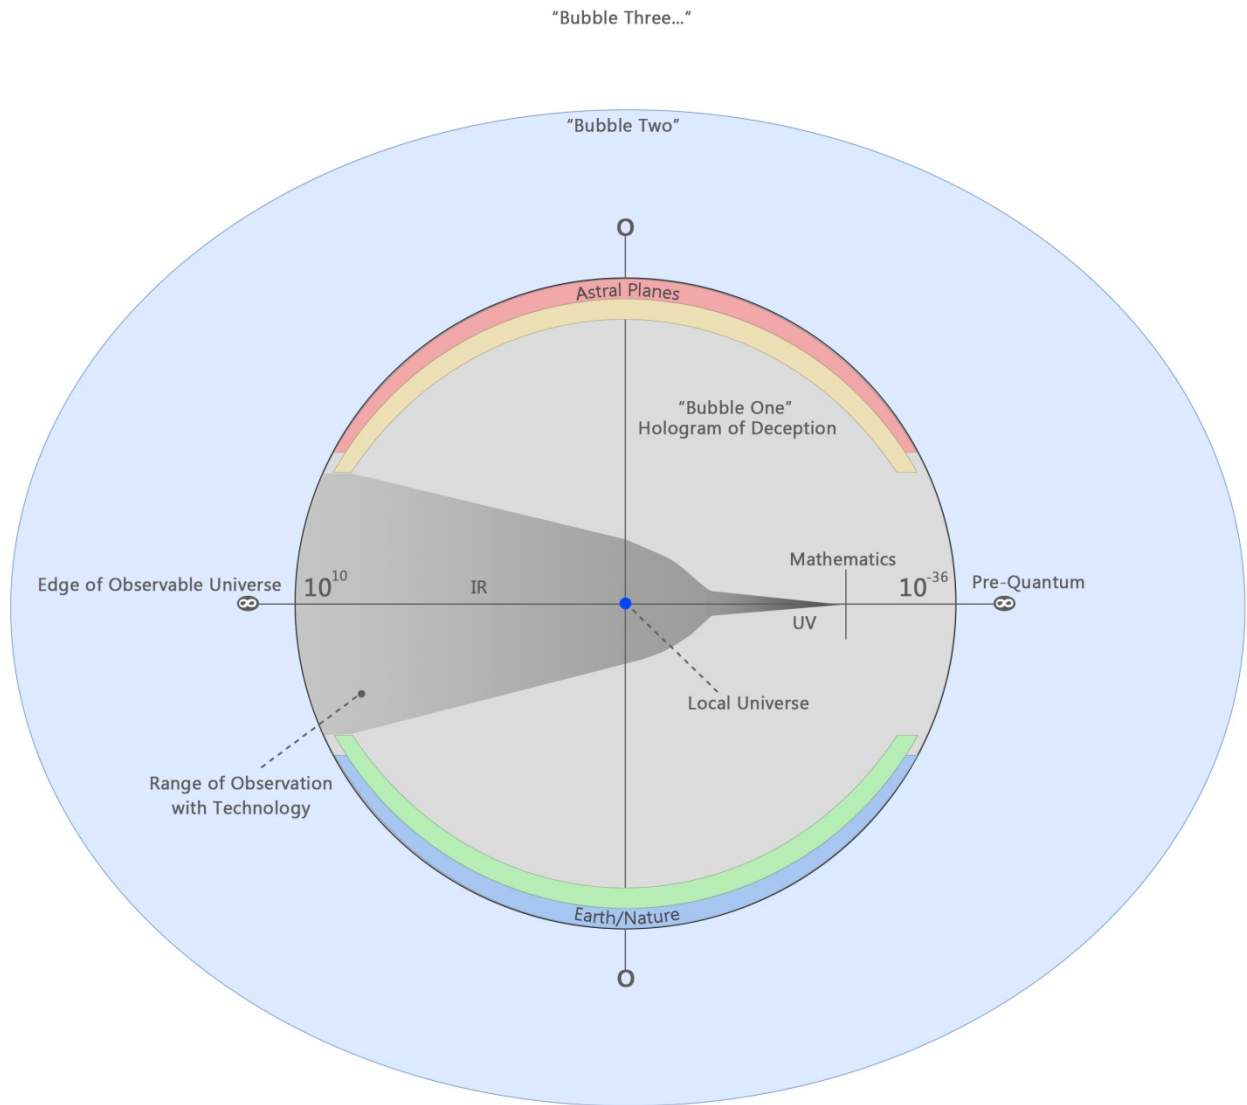 “Bubble Three...”
“Bubble Two”
O
Astral Planes
“Bubble One”
Hologram of Deception
Mathematics
Edge of Observable Universe
10^10
IR
10^-36
Pre-Quantum
∞
∞
UV
Local Universe
Range of Observation
with Technology
Earth/Nature
O